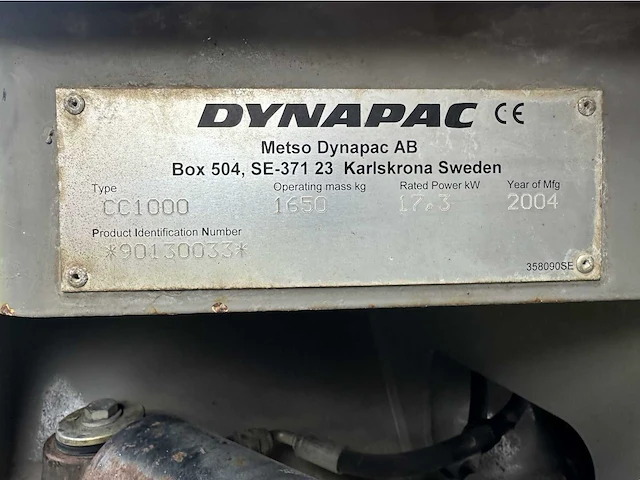 DYNAPAC CE
Metso Dynapac AB
Box 504, SE-371 23 Karlskrona Sweden
Type Operating mass kg Rated Power kW Year of Mfg
CC1000 1650 17.3 2004
Product Identification Number
*90130033*
358090SE